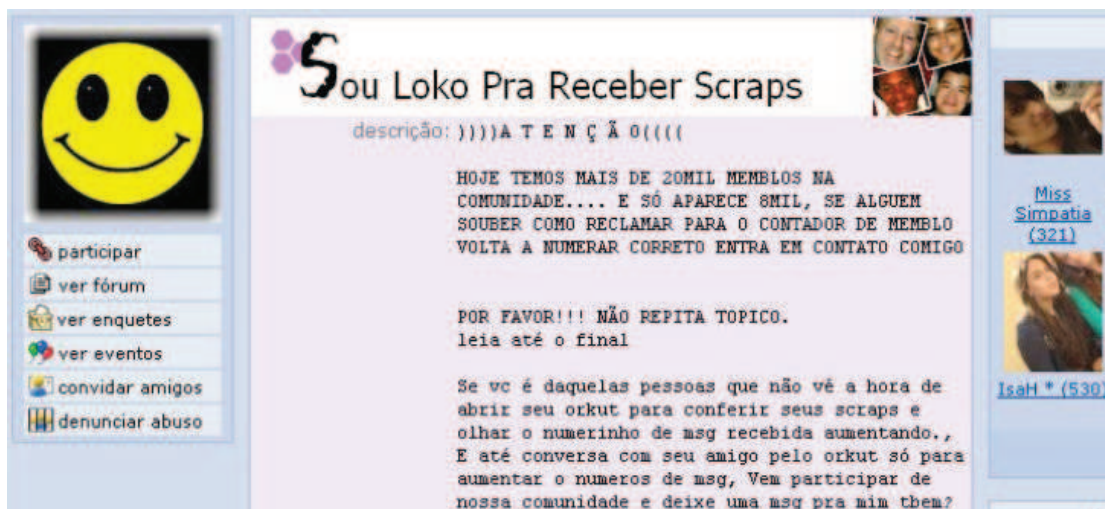 Sou Loko Pra Receber Scraps
descrição: ))))A T E N Ç Ã O((((
HOJE TEMOS MAIS DE 20MIL MEMBLOS NA
COMUNIDADE.... E SÓ APARECE 8MIL, SE ALGUEM
SOUBER COMO RECLAMAR PARA O CONTADOR DE MEMBLO
VOLTA A NUMERAR CORRETO ENTRA EM CONTATO COMIGO
POR FAVOR!!! NÃO REPITA TOPICO.
leia até o final
Se vc é daquelas pessoas que não vê a hora de
abrir seu orkut para conferir seus scraps e
olhar o numerinho de msg recebida aumentando.,
E até conversa com seu amigo pelo orkut só para
aumentar o numeros de msg, Vem participar de
nossa comunidade e deixe uma msg pra mim tbem?
participar
ver fórum
ver enquetes
ver eventos
convidar amigos
denunciar abuso
Miss
Simpatia
(321)
IsaH * (530)